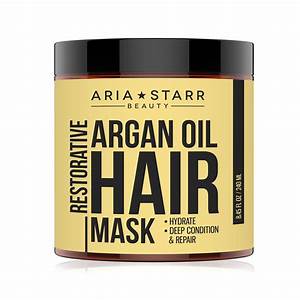 ARIA★STARR
BEAUTY
RESTORATIVE
ARGAN OIL
HAIR
MASK
• HYDRATE
• DEEP CONDITION
& REPAIR
8.45 FL OZ / 240 ML